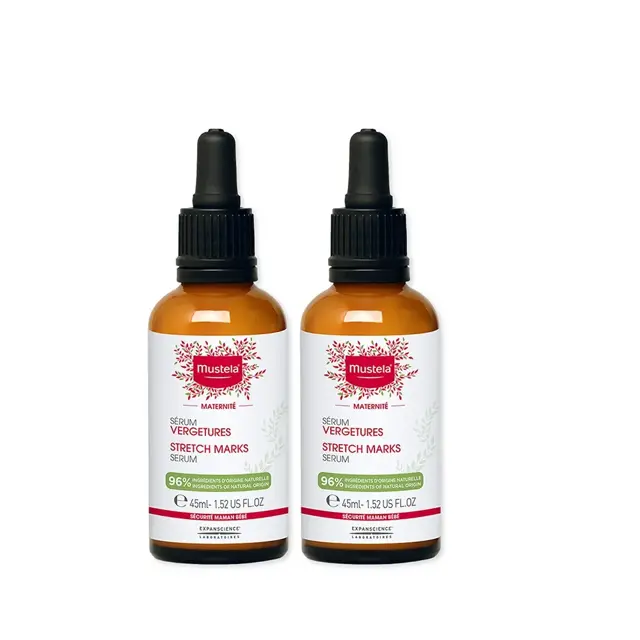 Mustela
MATERNITÉ
SÉRUM
VERGETURES
STRETCH MARKS
SERUM
96% INGRÉDIENTS D'ORIGINE NATURELLE
INGREDIENTS OF NATURAL ORIGIN
℮ 45ml- 1.52 US FL.OZ
SÉCURITÉ MAMAN BÉBÉ
EXPANSCIENCE
LABORATOIRES
Mustela
MATERNITÉ
SÉRUM
VERGETURES
STRETCH MARKS
SERUM
96% INGRÉDIENTS D'ORIGINE NATURELLE
INGREDIENTS OF NATURAL ORIGIN
℮ 45ml- 1.52 US FL.OZ
SÉCURITÉ MAMAN BÉBÉ
EXPANSCIENCE
LABORATOIRES